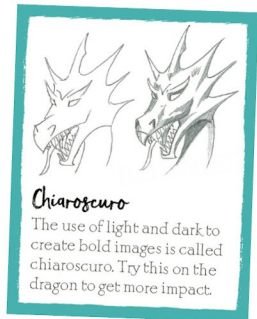 Chiaroscuro
The use of light and dark to
create bold images is called
chiaroscuro. Try this on the
dragon to get more impact.